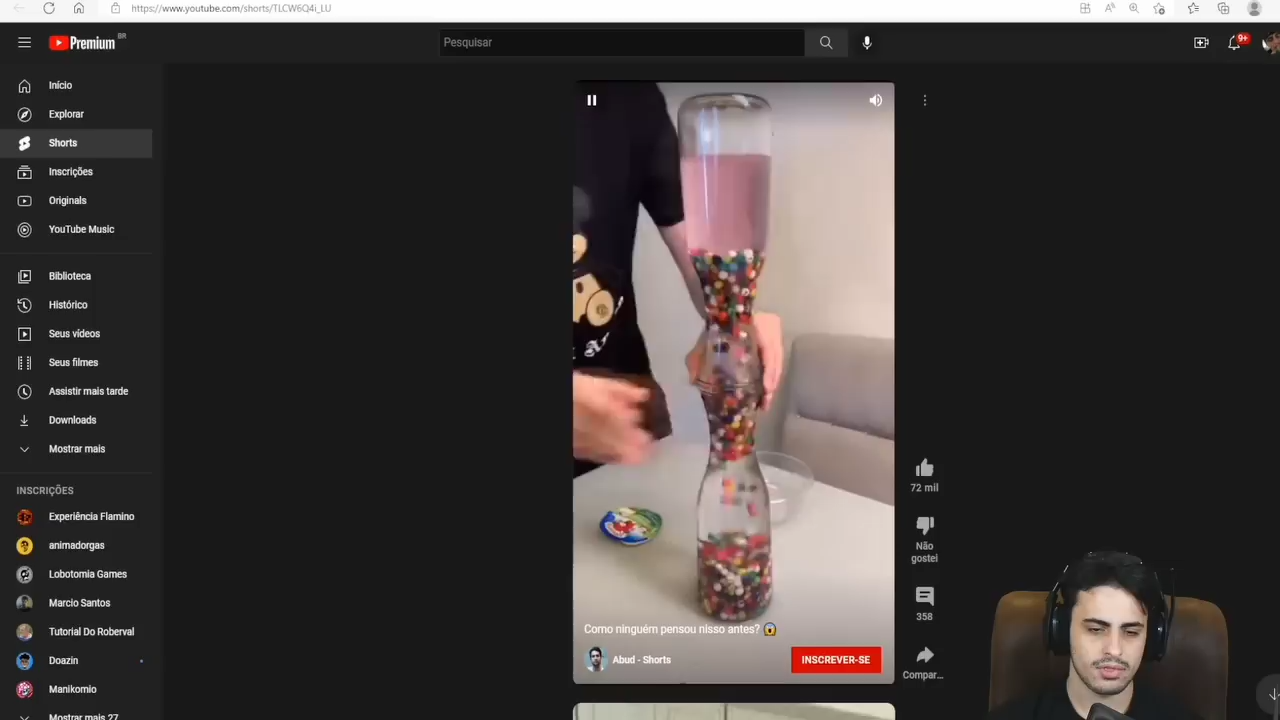 https://www.youtube.com/shorts/TLCW6Q4i_LU
Premium BR
Pesquisar
9+
Início
Explorar
Shorts
Inscrições
Originals
YouTube Music
Biblioteca
Histórico
Seus vídeos
Seus filmes
Assistir mais tarde
Downloads
Mostrar mais
INSCRIÇÕES
Experiência Flamino
animadorgas
Lobotomia Games
Marcio Santos
Tutorial Do Roberval
Doazin
Manikomio
Mostrar mais 27
Como ninguém pensou nisso antes?
Abud - Shorts
INSCREVER-SE
72 mil
Não
gostei
358
Compar...